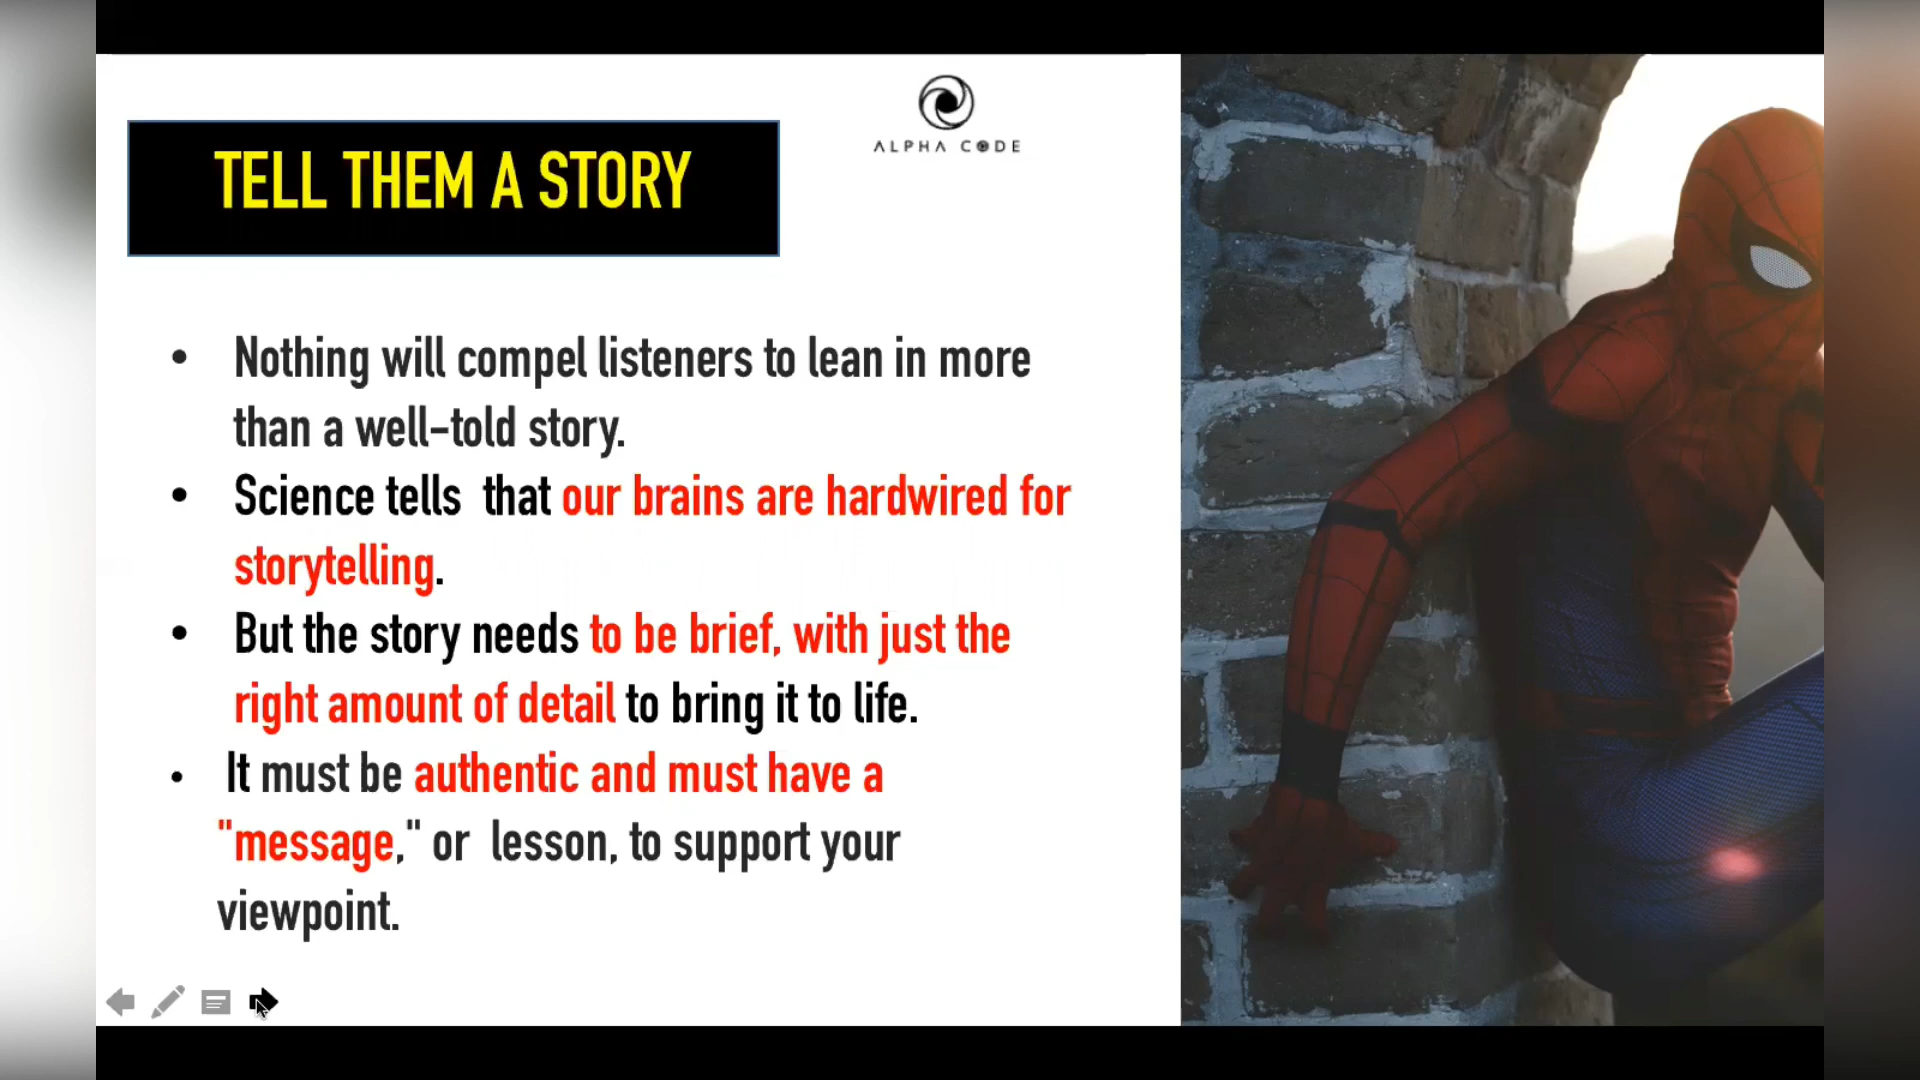 ALPHA CODE
TELL THEM A STORY
• Nothing will compel listeners to lean in more
than a well-told story.
• Science tells that our brains are hardwired for
storytelling.
• But the story needs to be brief, with just the
right amount of detail to bring it to life.
• It must be authentic and must have a
"message," or lesson, to support your
viewpoint.